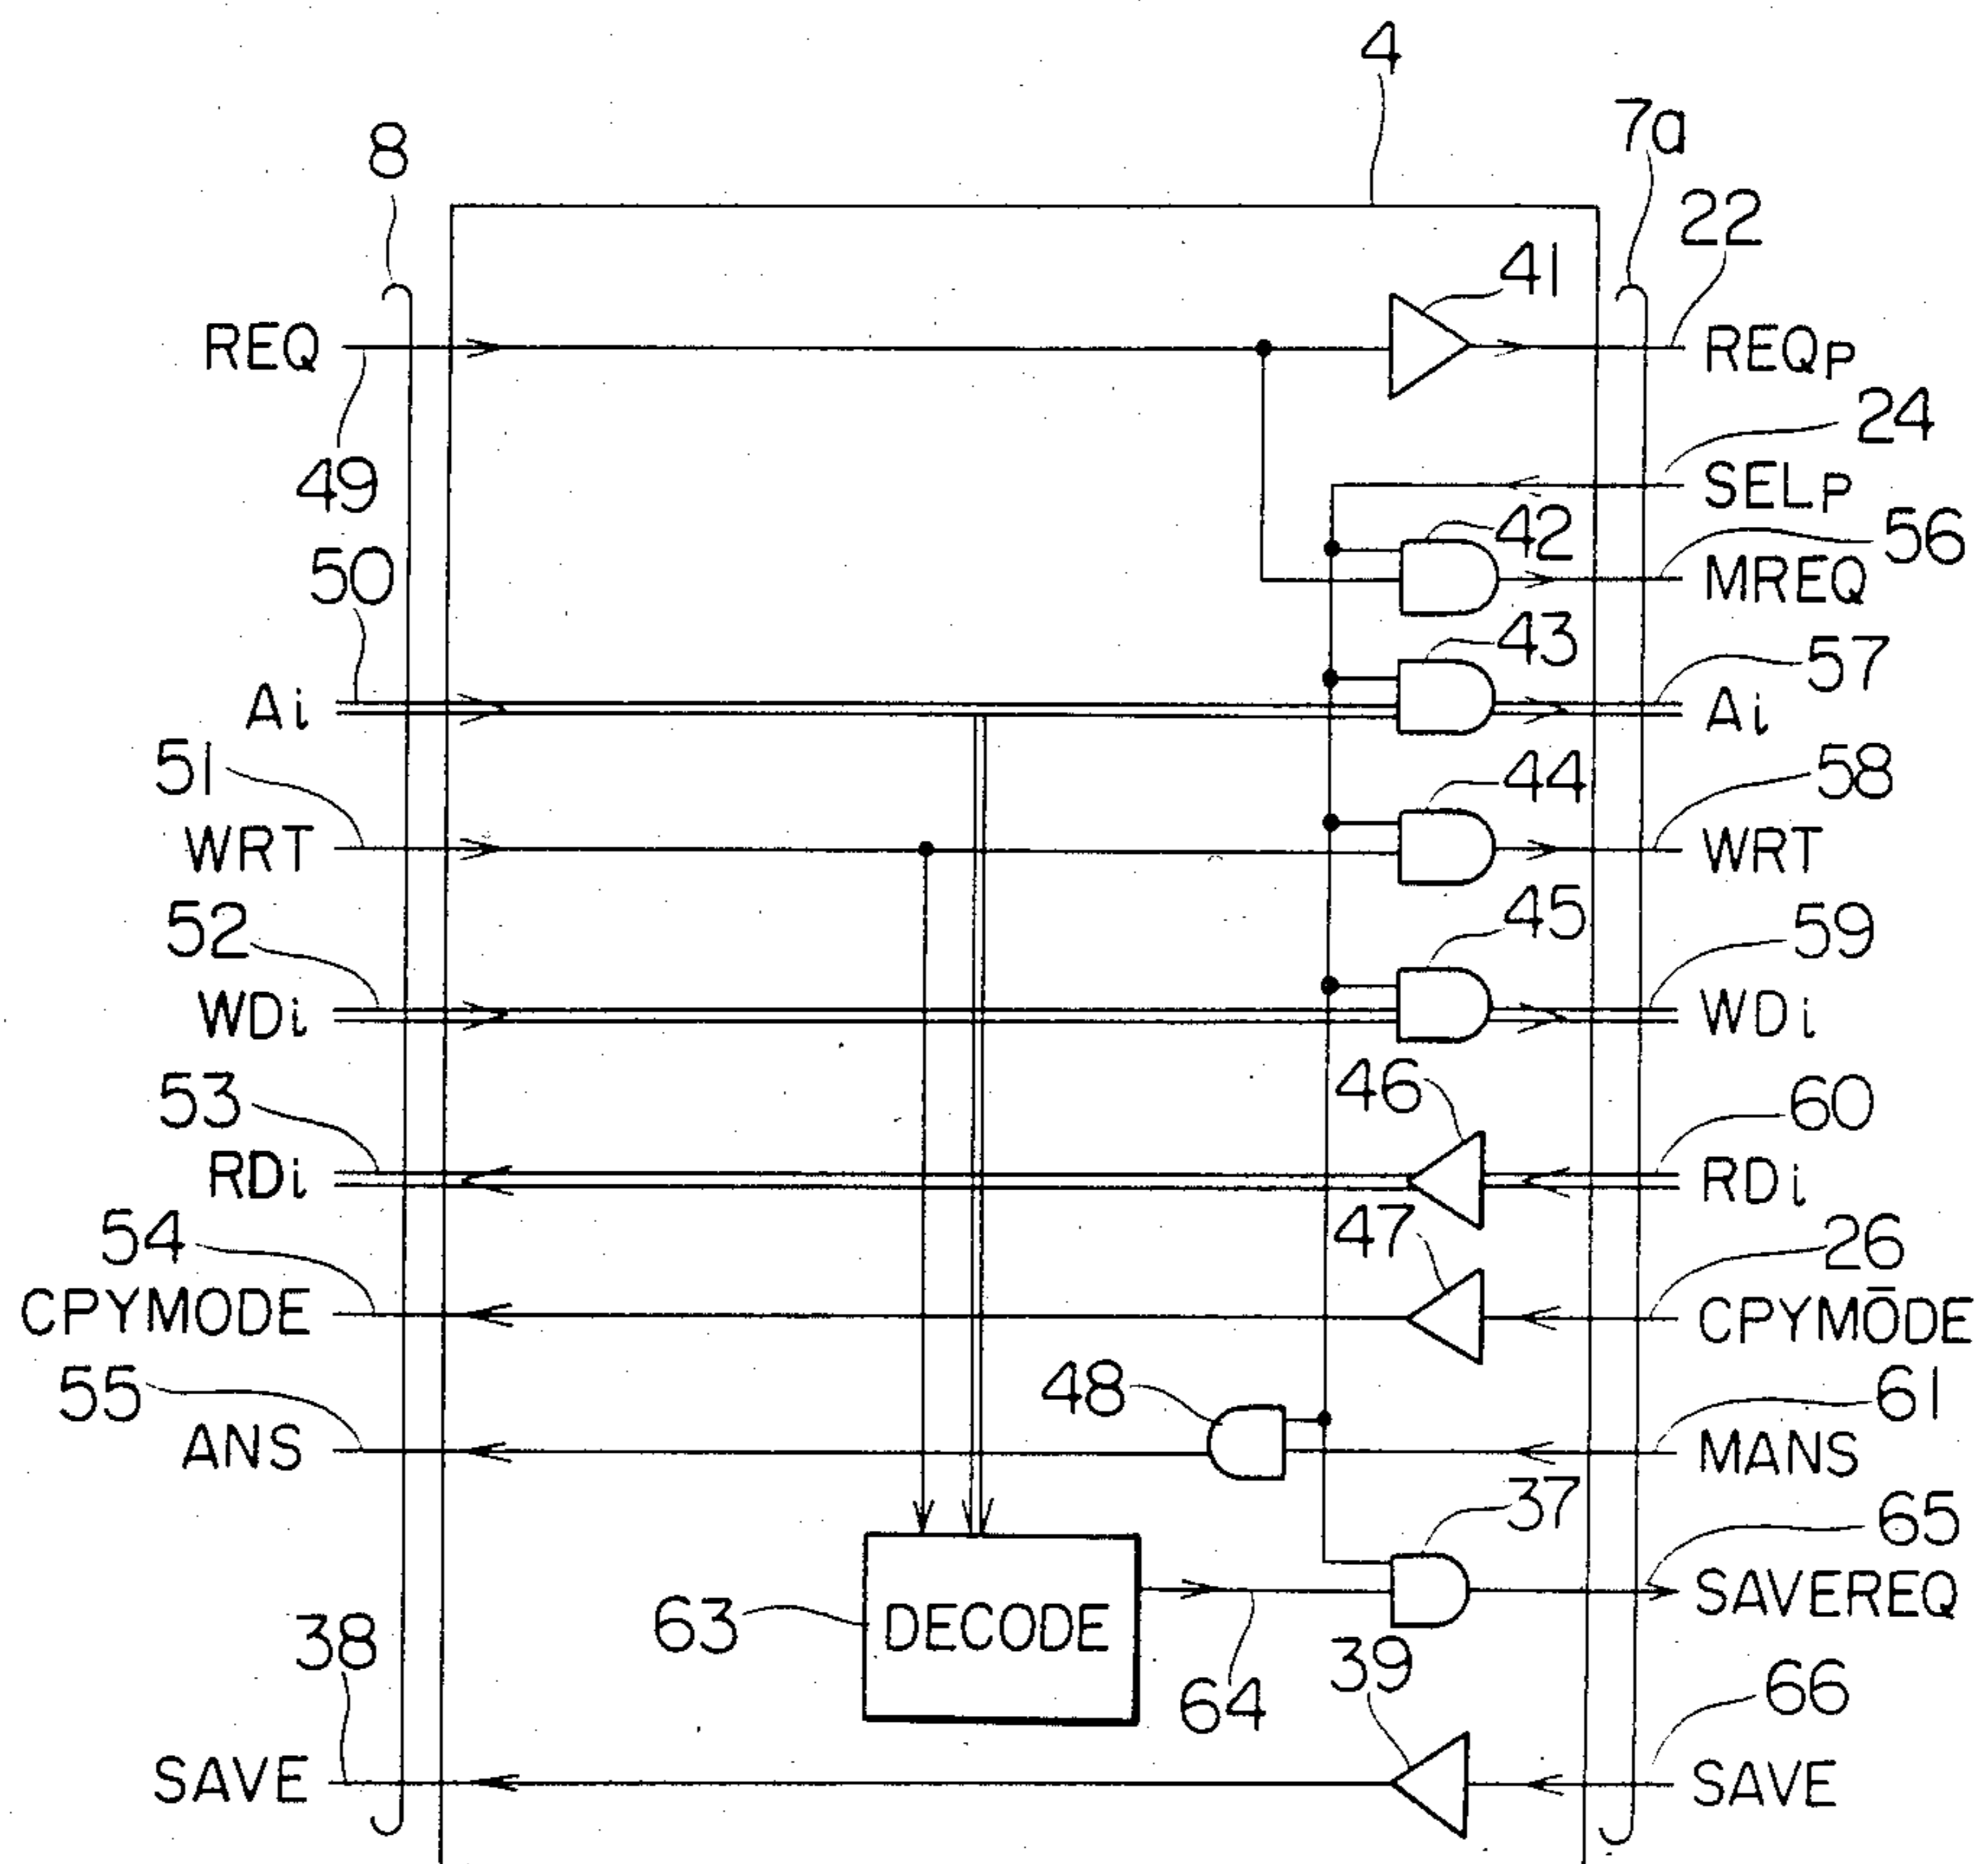 4
7a
8
22
41
REQ
REQP
24
49
SELP
42
56
50
MREQ
43
57
Ai
Ai
51
44
58
WRT
WRT
52
45
59
WDi
WDi
53
46
60
RDi
RDi
54
47
26
CPYMODE
CPYMŌDE
55
48
61
ANS
MANS
37
65
63
DECODE
SAVEREQ
38
64
39
66
SAVE
SAVE